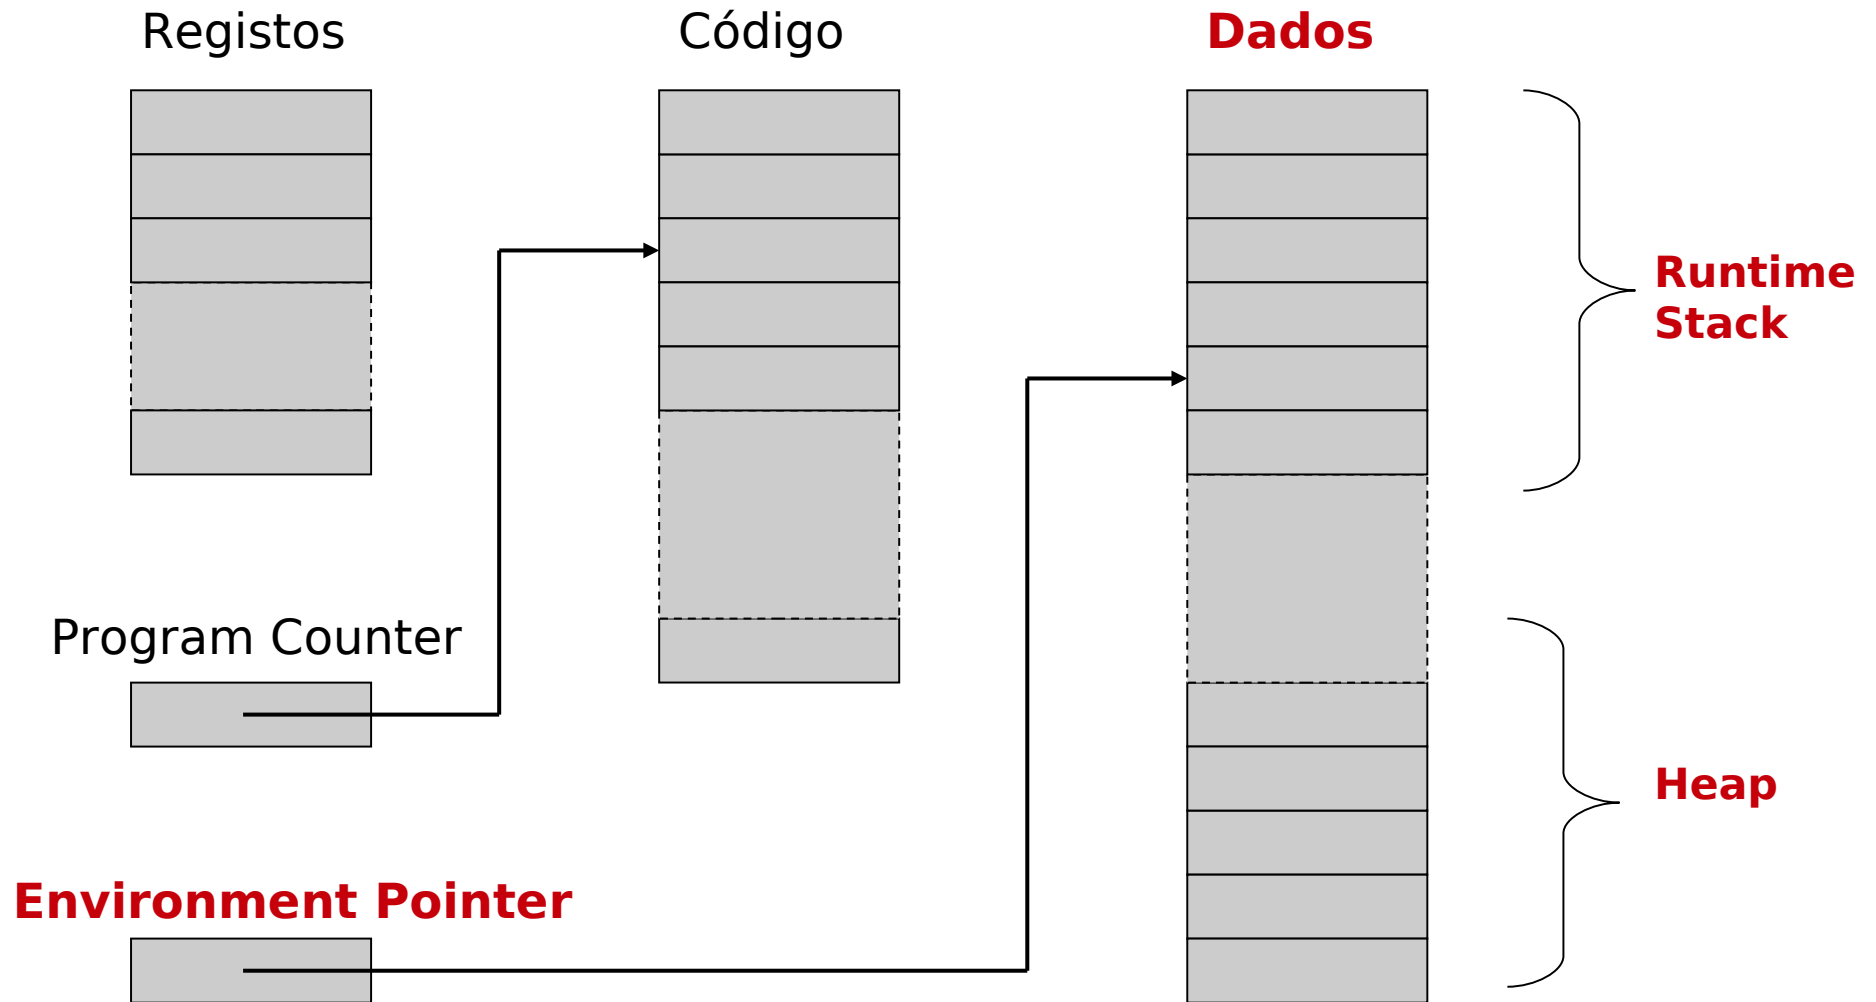 Registos
Código
Dados
Runtime
Stack
Program Counter
Heap
Environment Pointer